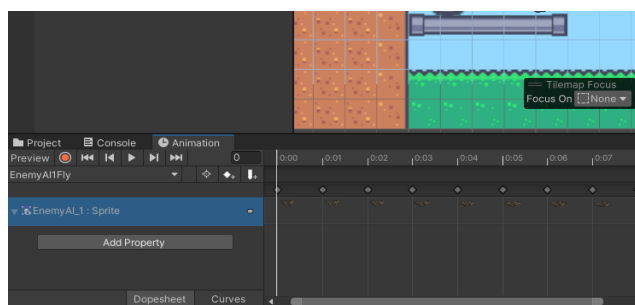 Tilemap Focus
Focus On None
Project Console Animation
Preview 0 0:00 0:01 0:02 0:03 0:04 0:05 0:06 0:07
EnemyAI1Fly
EnemyAI_1 : Sprite
Add Property
Dopesheet Curves